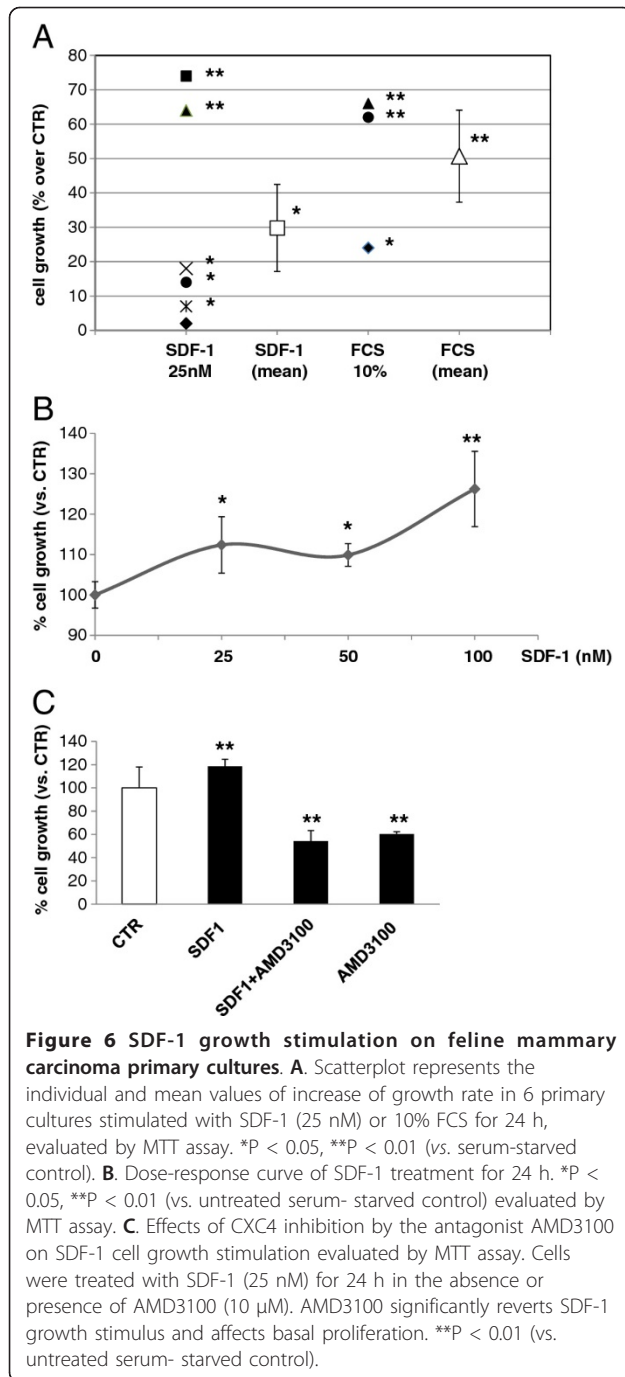 A
80
70
60
50
40
30
20
10
0
cell growth (% over CTR)
**
**
*
*
*
*
**
**
*
**
SDF-1 25nM
SDF-1 (mean)
FCS 10%
FCS (mean)
B
140
130
120
110
100
90
% cell growth (vs. CTR)
*
*
**
0 25 50 100 SDF-1 (nM)
C
140
120
100
80
60
40
20
0
% cell growth (vs. CTR)
**
**
**
CTR
SDF1
SDF1+AMD3100
AMD3100
Figure 6 SDF-1 growth stimulation on feline mammary
carcinoma primary cultures. A. Scatterplot represents the
individual and mean values of increase of growth rate in 6 primary
cultures stimulated with SDF-1 (25 nM) or 10% FCS for 24 h,
evaluated by MTT assay. *P < 0.05, **P < 0.01 (vs. serum-starved
control). B. Dose-response curve of SDF-1 treatment for 24 h. *P <
0.05, **P < 0.01 (vs. untreated serum- starved control) evaluated by
MTT assay. C. Effects of CXC4 inhibition by the antagonist AMD3100
on SDF-1 cell growth stimulation evaluated by MTT assay. Cells
were treated with SDF-1 (25 nM) for 24 h in the absence or
presence of AMD3100 (10 μM). AMD3100 significantly reverts SDF-1
growth stimulus and affects basal proliferation. **P < 0.01 (vs.
untreated serum- starved control).